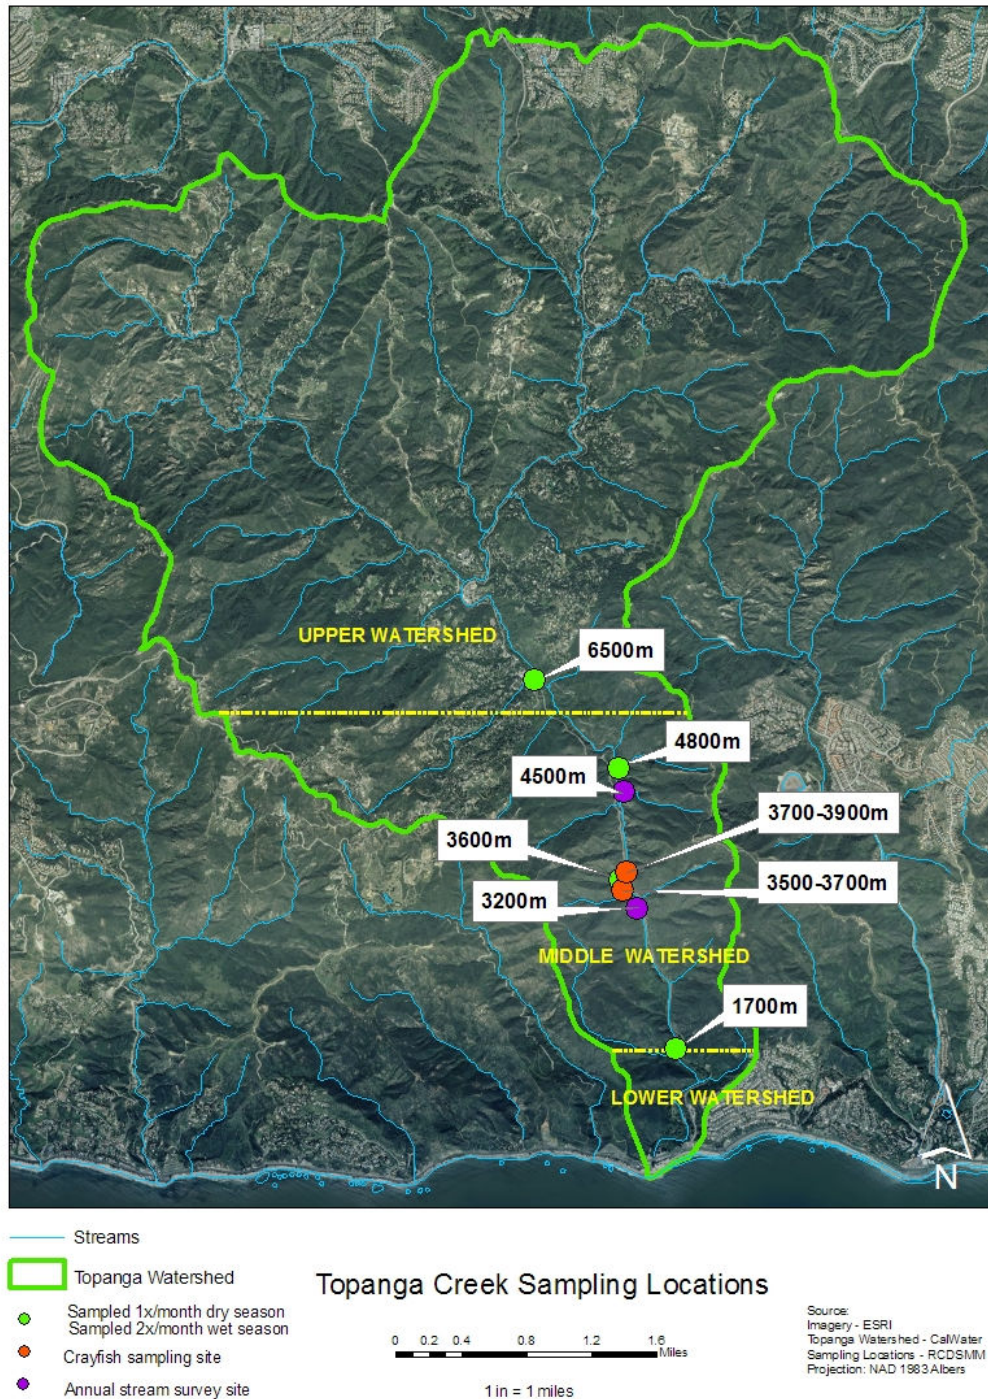 UPPER WATERSHED
6500m
4800m
4500m
3700-3900m
3600m
3500-3700m
3200m
MIDDLE WATERSHED
1700m
LOWER WATERSHED
N
Streams
Topanga Watershed
Sampled 1x/month dry season
Sampled 2x/month wet season
Crayfish sampling site
Annual stream survey site
Topanga Creek Sampling Locations
0 0.2 0.4 0.8 1.2 1.6
Miles
1 in = 1 miles
Source:
Imagery - ESRI
Topanga Watershed - CalWater
Sampling Locations - RCDSMM
Projection: NAD 1983 Albers